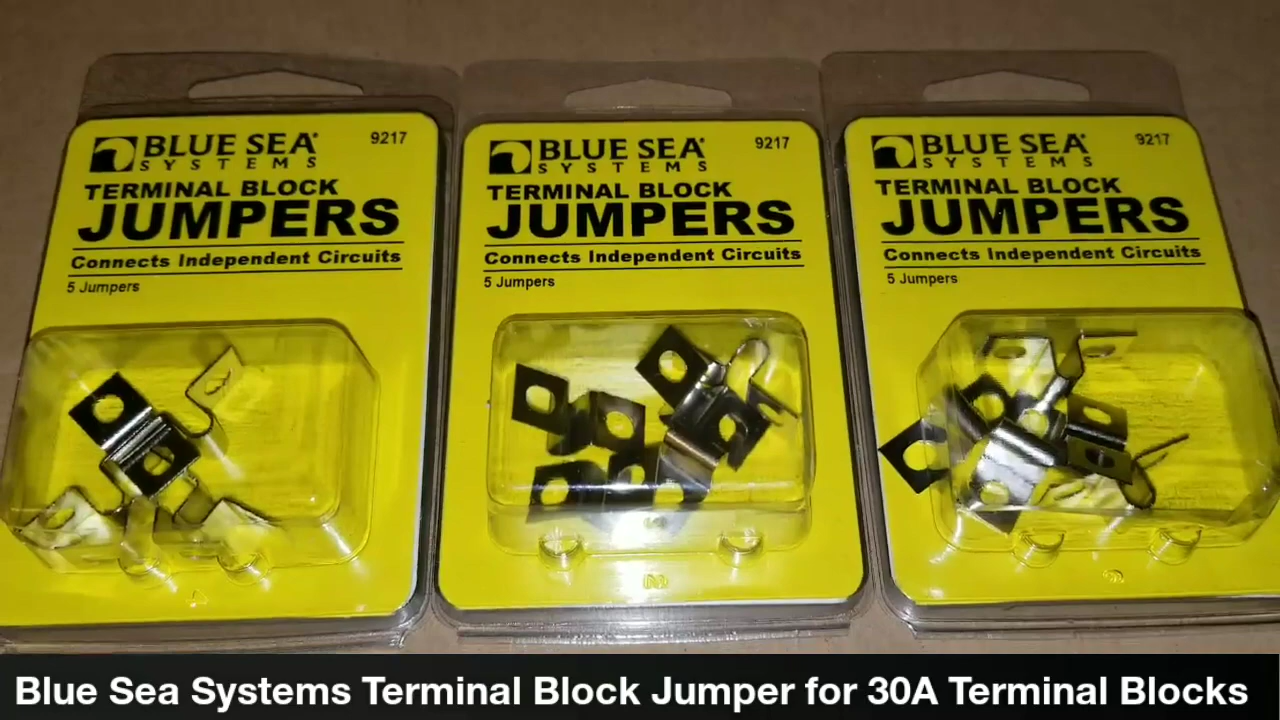 BLUE SEA
SYSTEMS
9217
TERMINAL BLOCK
JUMPERS
Connects Independent Circuits
5 Jumpers
BLUE SEA
SYSTEMS
9217
TERMINAL BLOCK
JUMPERS
Connects Independent Circuits
5 Jumpers
BLUE SEA
SYSTEMS
9217
TERMINAL BLOCK
JUMPERS
Connects Independent Circuits
5 Jumpers
Blue Sea Systems Terminal Block Jumper for 30A Terminal Blocks